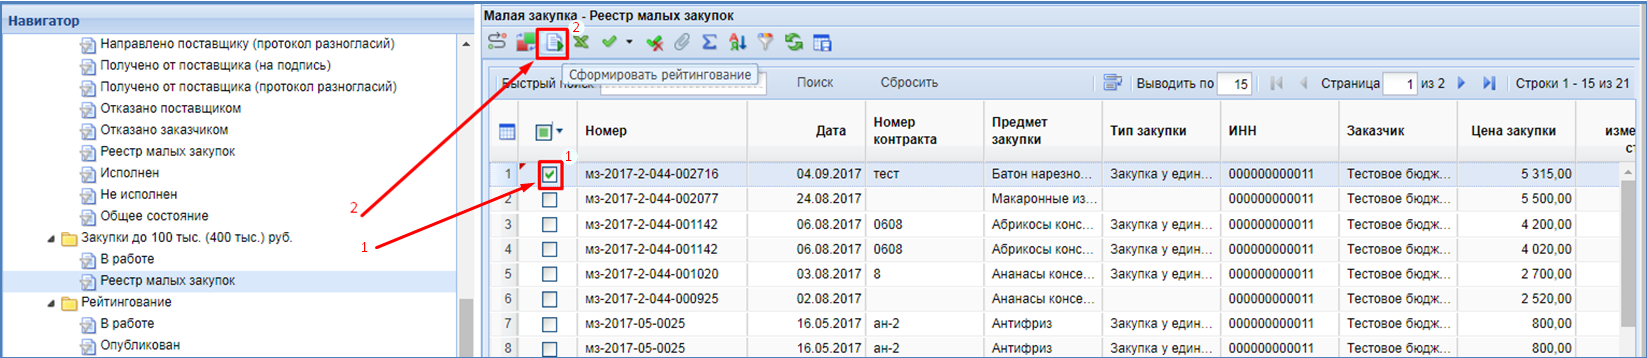 Навигатор
Направлено поставщику (протокол разногласий)
Получено от поставщика (на подпись)
Получено от поставщика (протокол разногласий)
Отказано поставщиком
Отказано заказчиком
Реестр малых закупок
Исполнен
Не исполнен
Общее состояние
Закупки до 100 тыс. (400 тыс.) руб.
В работе
Реестр малых закупок
Рейтингование
В работе
Опубликован
2
1
Малая закупка - Реестр малых закупок
2
Сформировать рейтингование
Быстрый поиск Поиск Сбросить Выводить по 15 Страница 1 из 2 Строки 1 - 15 из 21
Номер Дата Номер контракта Предмет закупки Тип закупки ИНН Заказчик Цена закупки изме ст
1
1 мз-2017-2-044-002716 04.09.2017 тест Батон нарезно... Закупка у един... 000000000011 Тестовое бюдж... 5 315,00
2 мз-2017-2-044-002077 24.08.2017 Макаронные из... 000000000011 Тестовое бюдж... 5 500,00
3 мз-2017-2-044-001142 06.08.2017 0608 Абрикосы конс... Закупка у един... 000000000011 Тестовое бюдж... 4 200,00
4 мз-2017-2-044-001142 06.08.2017 0608 Абрикосы конс... Закупка у един... 000000000011 Тестовое бюдж... 4 020,00
5 мз-2017-2-044-001020 03.08.2017 8 Ананасы консе... Закупка у един... 000000000011 Тестовое бюдж... 2 700,00
6 мз-2017-2-044-000925 02.08.2017 Ананасы консе... 000000000011 Тестовое бюдж... 2 520,00
7 мз-2017-05-0025 16.05.2017 ан-2 Антифриз Закупка у един... 000000000011 Тестовое бюдж... 800,00
8 мз-2017-05-0025 16.05.2017 ан-2 Антифриз Закупка у един... 000000000011 Тестовое бюдж... 800,00